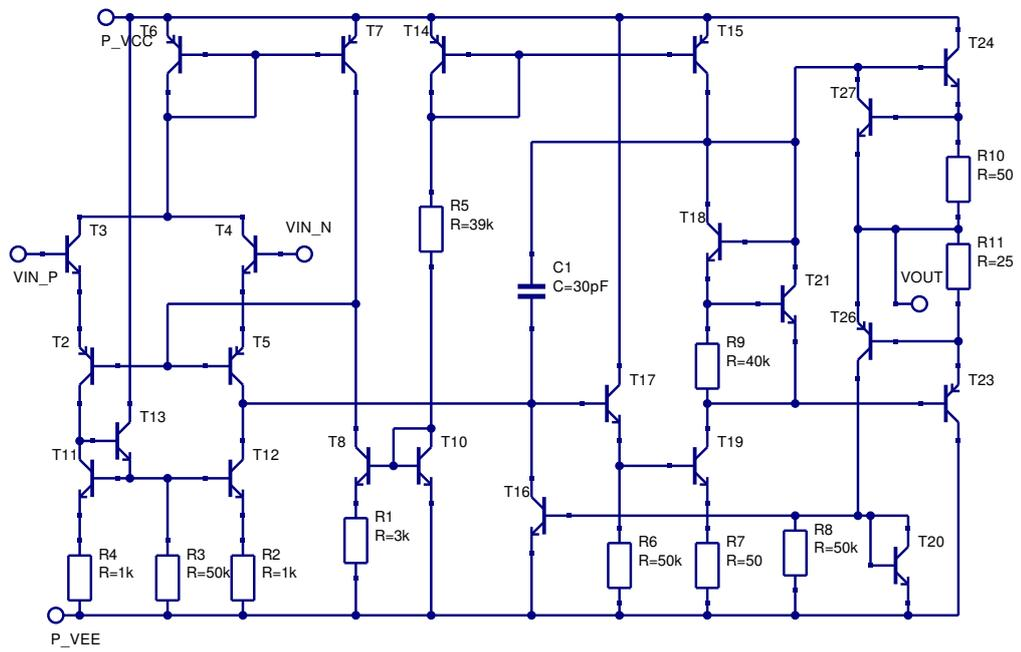 T6
T7
T14
T15
T24
P_VCC
T27
R10
R=50
R5
R=39k
T18
T3
T4
VIN_N
R11
R=25
VIN_P
C1
C=30pF
T21
VOUT
T26
T2
T5
R9
R=40k
T17
T23
T13
T11
T12
T8
T10
T19
T16
R1
R=3k
R8
R=50k
T20
R4
R=1k
R3
R=50k
R2
R=1k
R6
R=50k
R7
R=50
P_VEE